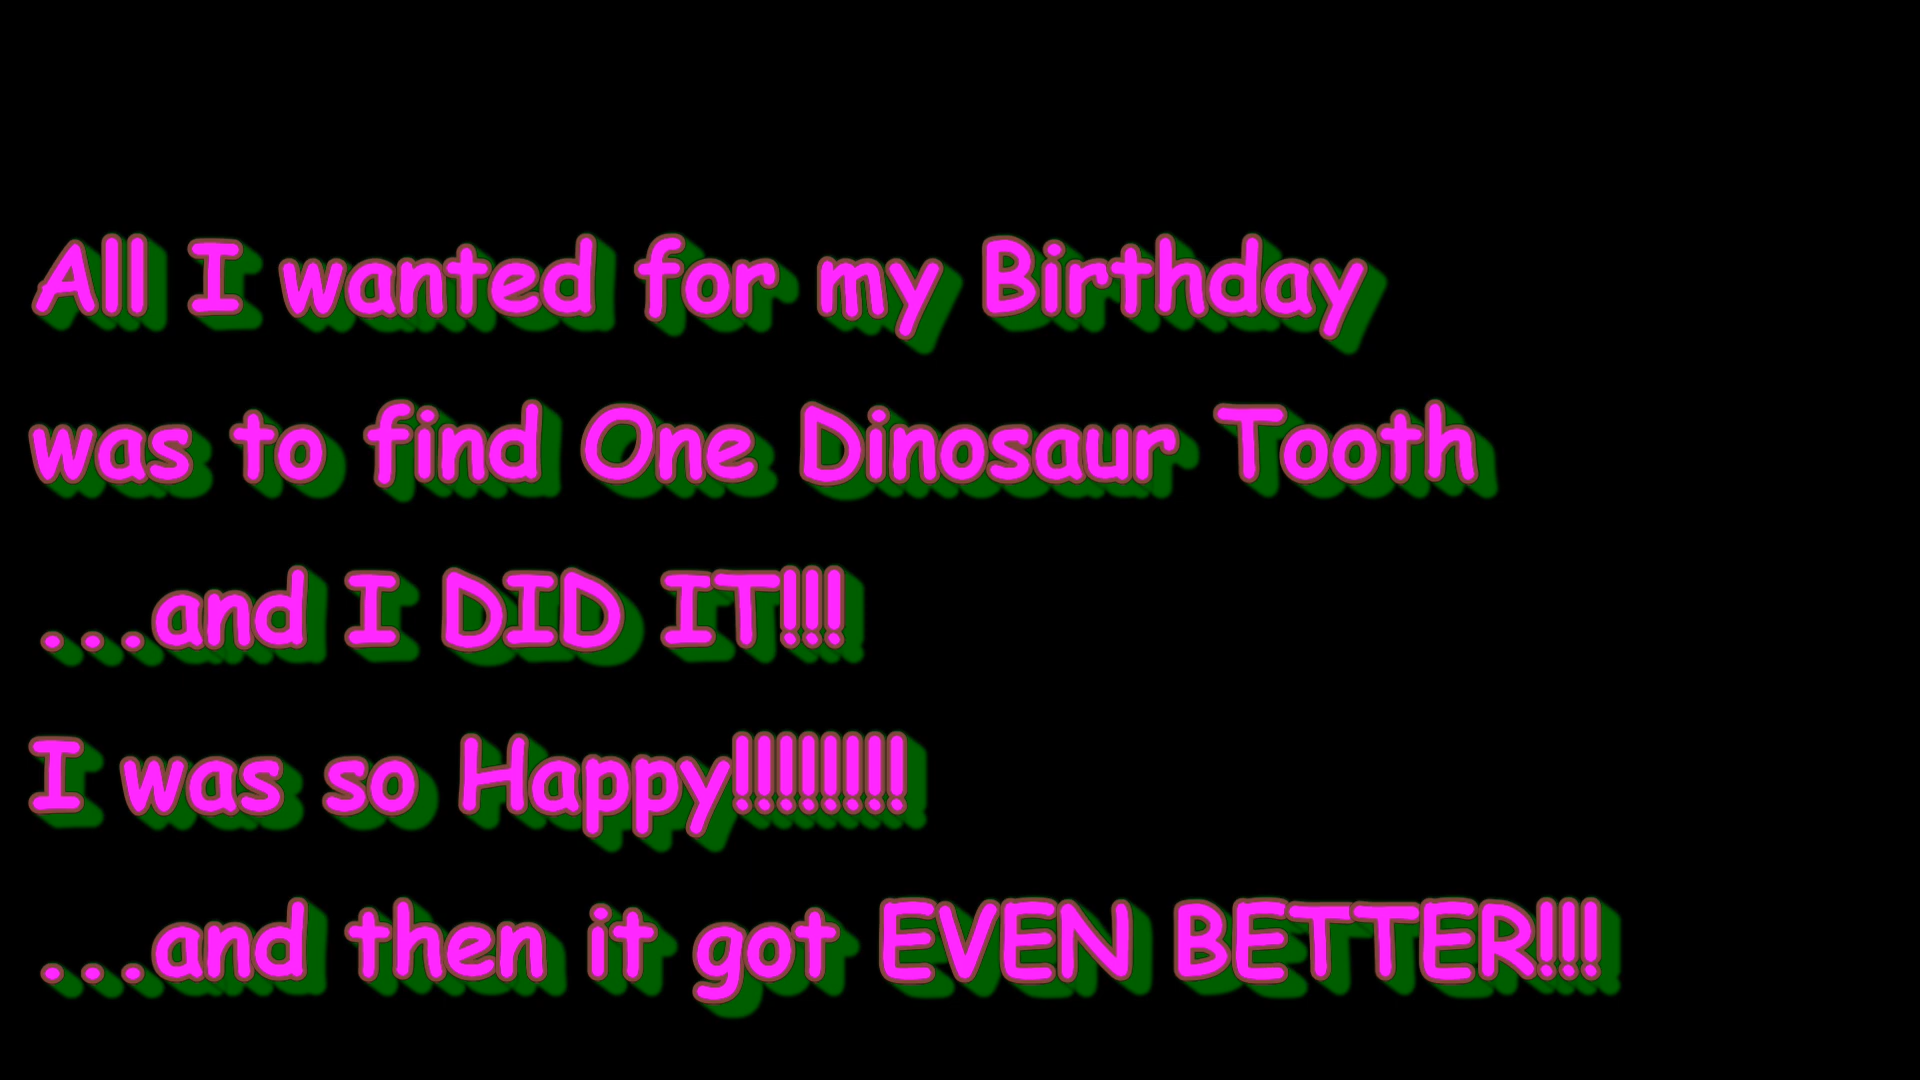 All I wanted for my Birthday
was to find One Dinosaur Tooth
...and I DID IT!!!
I was so Happy!!!!!!!!
...and then it got EVEN BETTER!!!